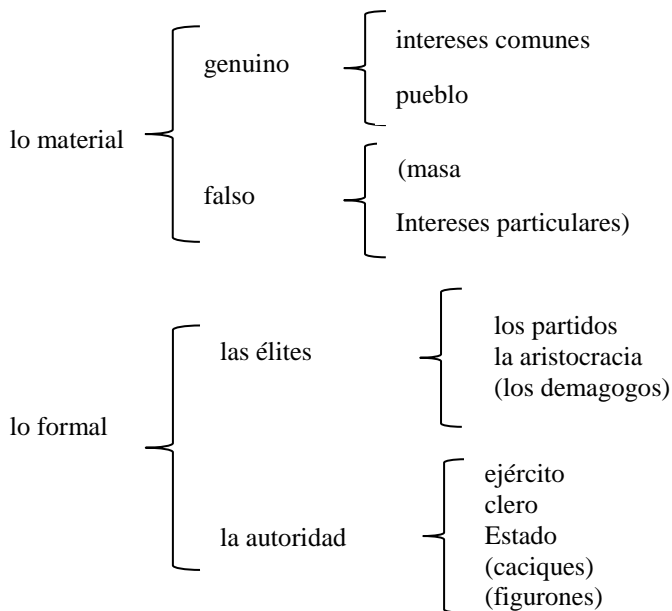 lo material
genuino
intereses comunes
pueblo
falso
(masa
Intereses particulares)
lo formal
las élites
los partidos
la aristocracia
(los demagogos)
la autoridad
ejército
clero
Estado
(caciques)
(figurones)